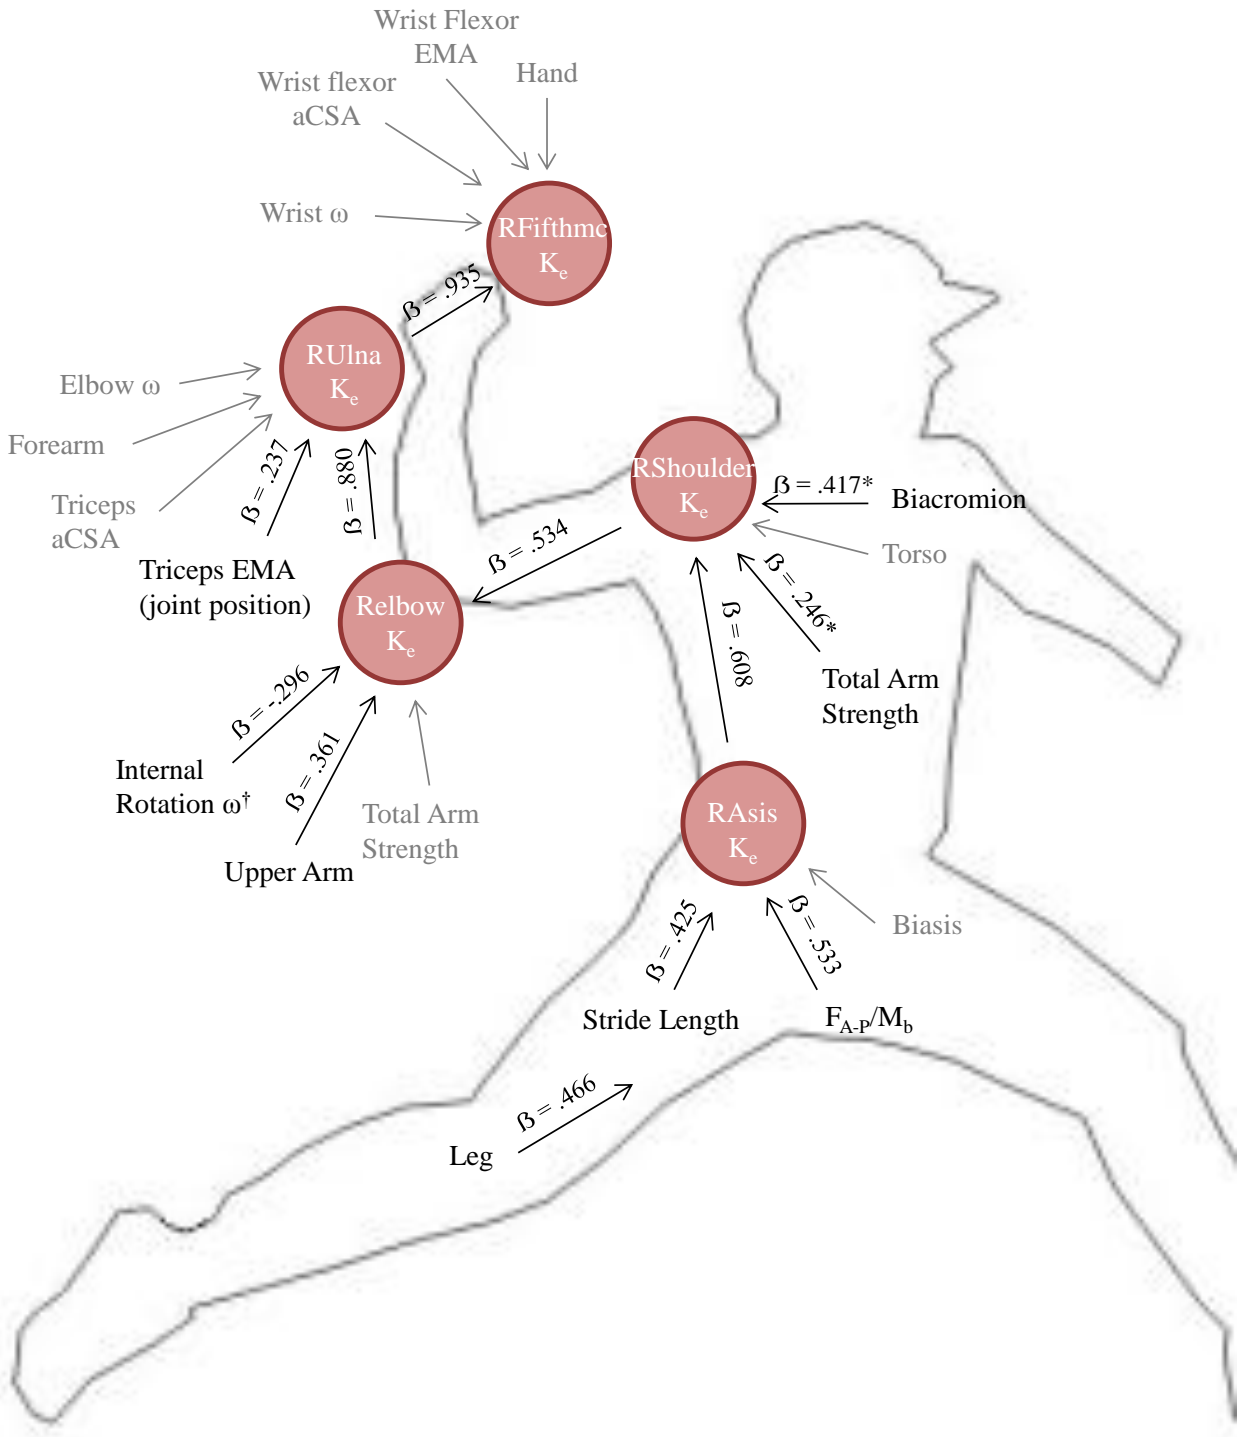 Wrist Flexor
EMA
Hand
Wrist flexor
aCSA
Wrist ω
RFifthmc
Ke
ß = .935
RUlna
Ke
Elbow ω
Forearm
Triceps
aCSA
ß = .237
ß = .880
Triceps EMA
(joint position)
RShoulder
Ke
ß = .417*
Biacromion
Torso
ß = .534
ß = .246*
Total Arm
Strength
Relbow
Ke
ß = .608
ß = -.296
Internal
Rotation ω†
ß = .361
Upper Arm
Total Arm
Strength
RAsis
Ke
Biasis
ß = .425
ß = .533
Stride Length
FA-P/Mb
ß = .466
Leg